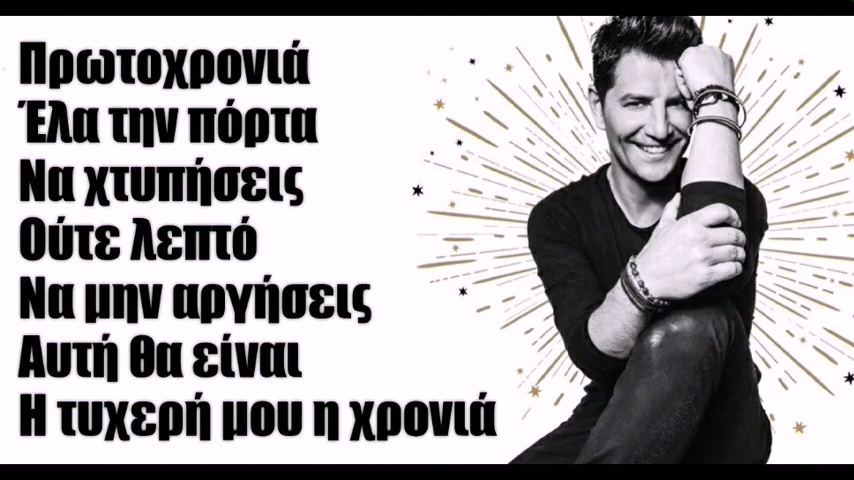 Πρωτοχρονιά
Έλα την πόρτα
Να χτυπήσεις
Ούτε λεπτό
Να μην αργήσεις
Αυτή θα είναι
Η τυχερή μου η χρονιά